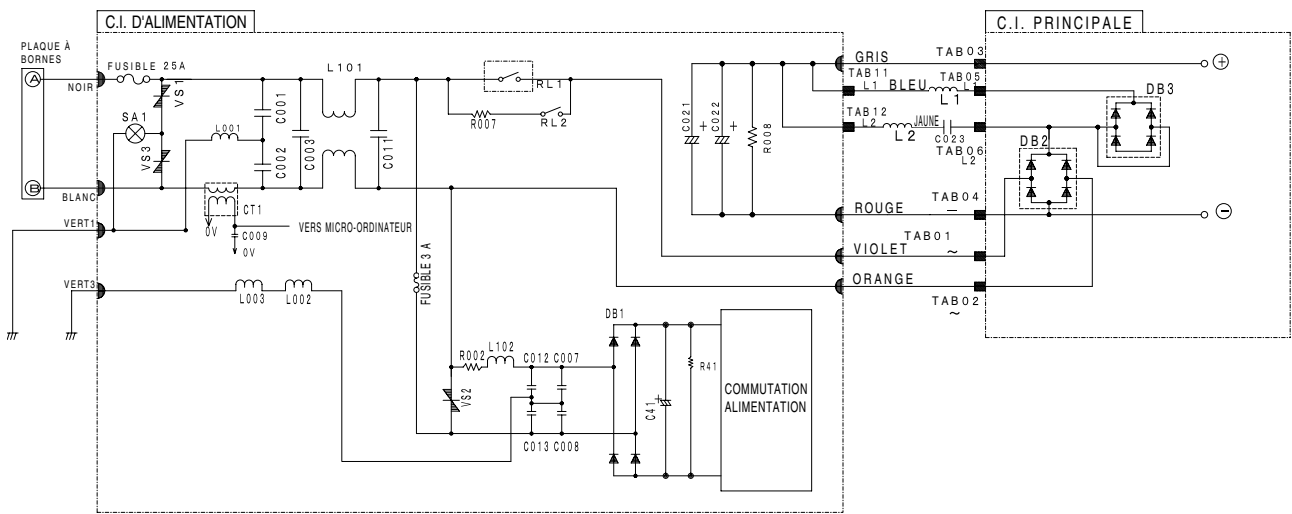 C.I. D'ALIMENTATION
C.I. PRINCIPALE
PLAQUE À
BORNES
A
NOIR
FUSIBLE 25A
VS1
SA1
VS3
L001
C001
C002
C003
L101
C011
RL1
R007
RL2
C021
+
C022
+
R008
GRIS
TAB03
+
TAB11
L1
BLEU
TAB05
L1
L1
DB3
TAB12
L2
L2
JAUNE
C023
TAB06
L2
DB2
B
BLANC
CT1
0V
C009
0V
VERS MICRO-ORDINATEUR
VERT1
ROUGE
TAB04
–
−
VIOLET
TAB01
~
ORANGE
TAB02
~
VERT3
L003
L002
FUSIBLE 3 A
R002
L102
VS2
C012
C007
C013
C008
DB1
C41
+
R41
COMMUTATION
ALIMENTATION